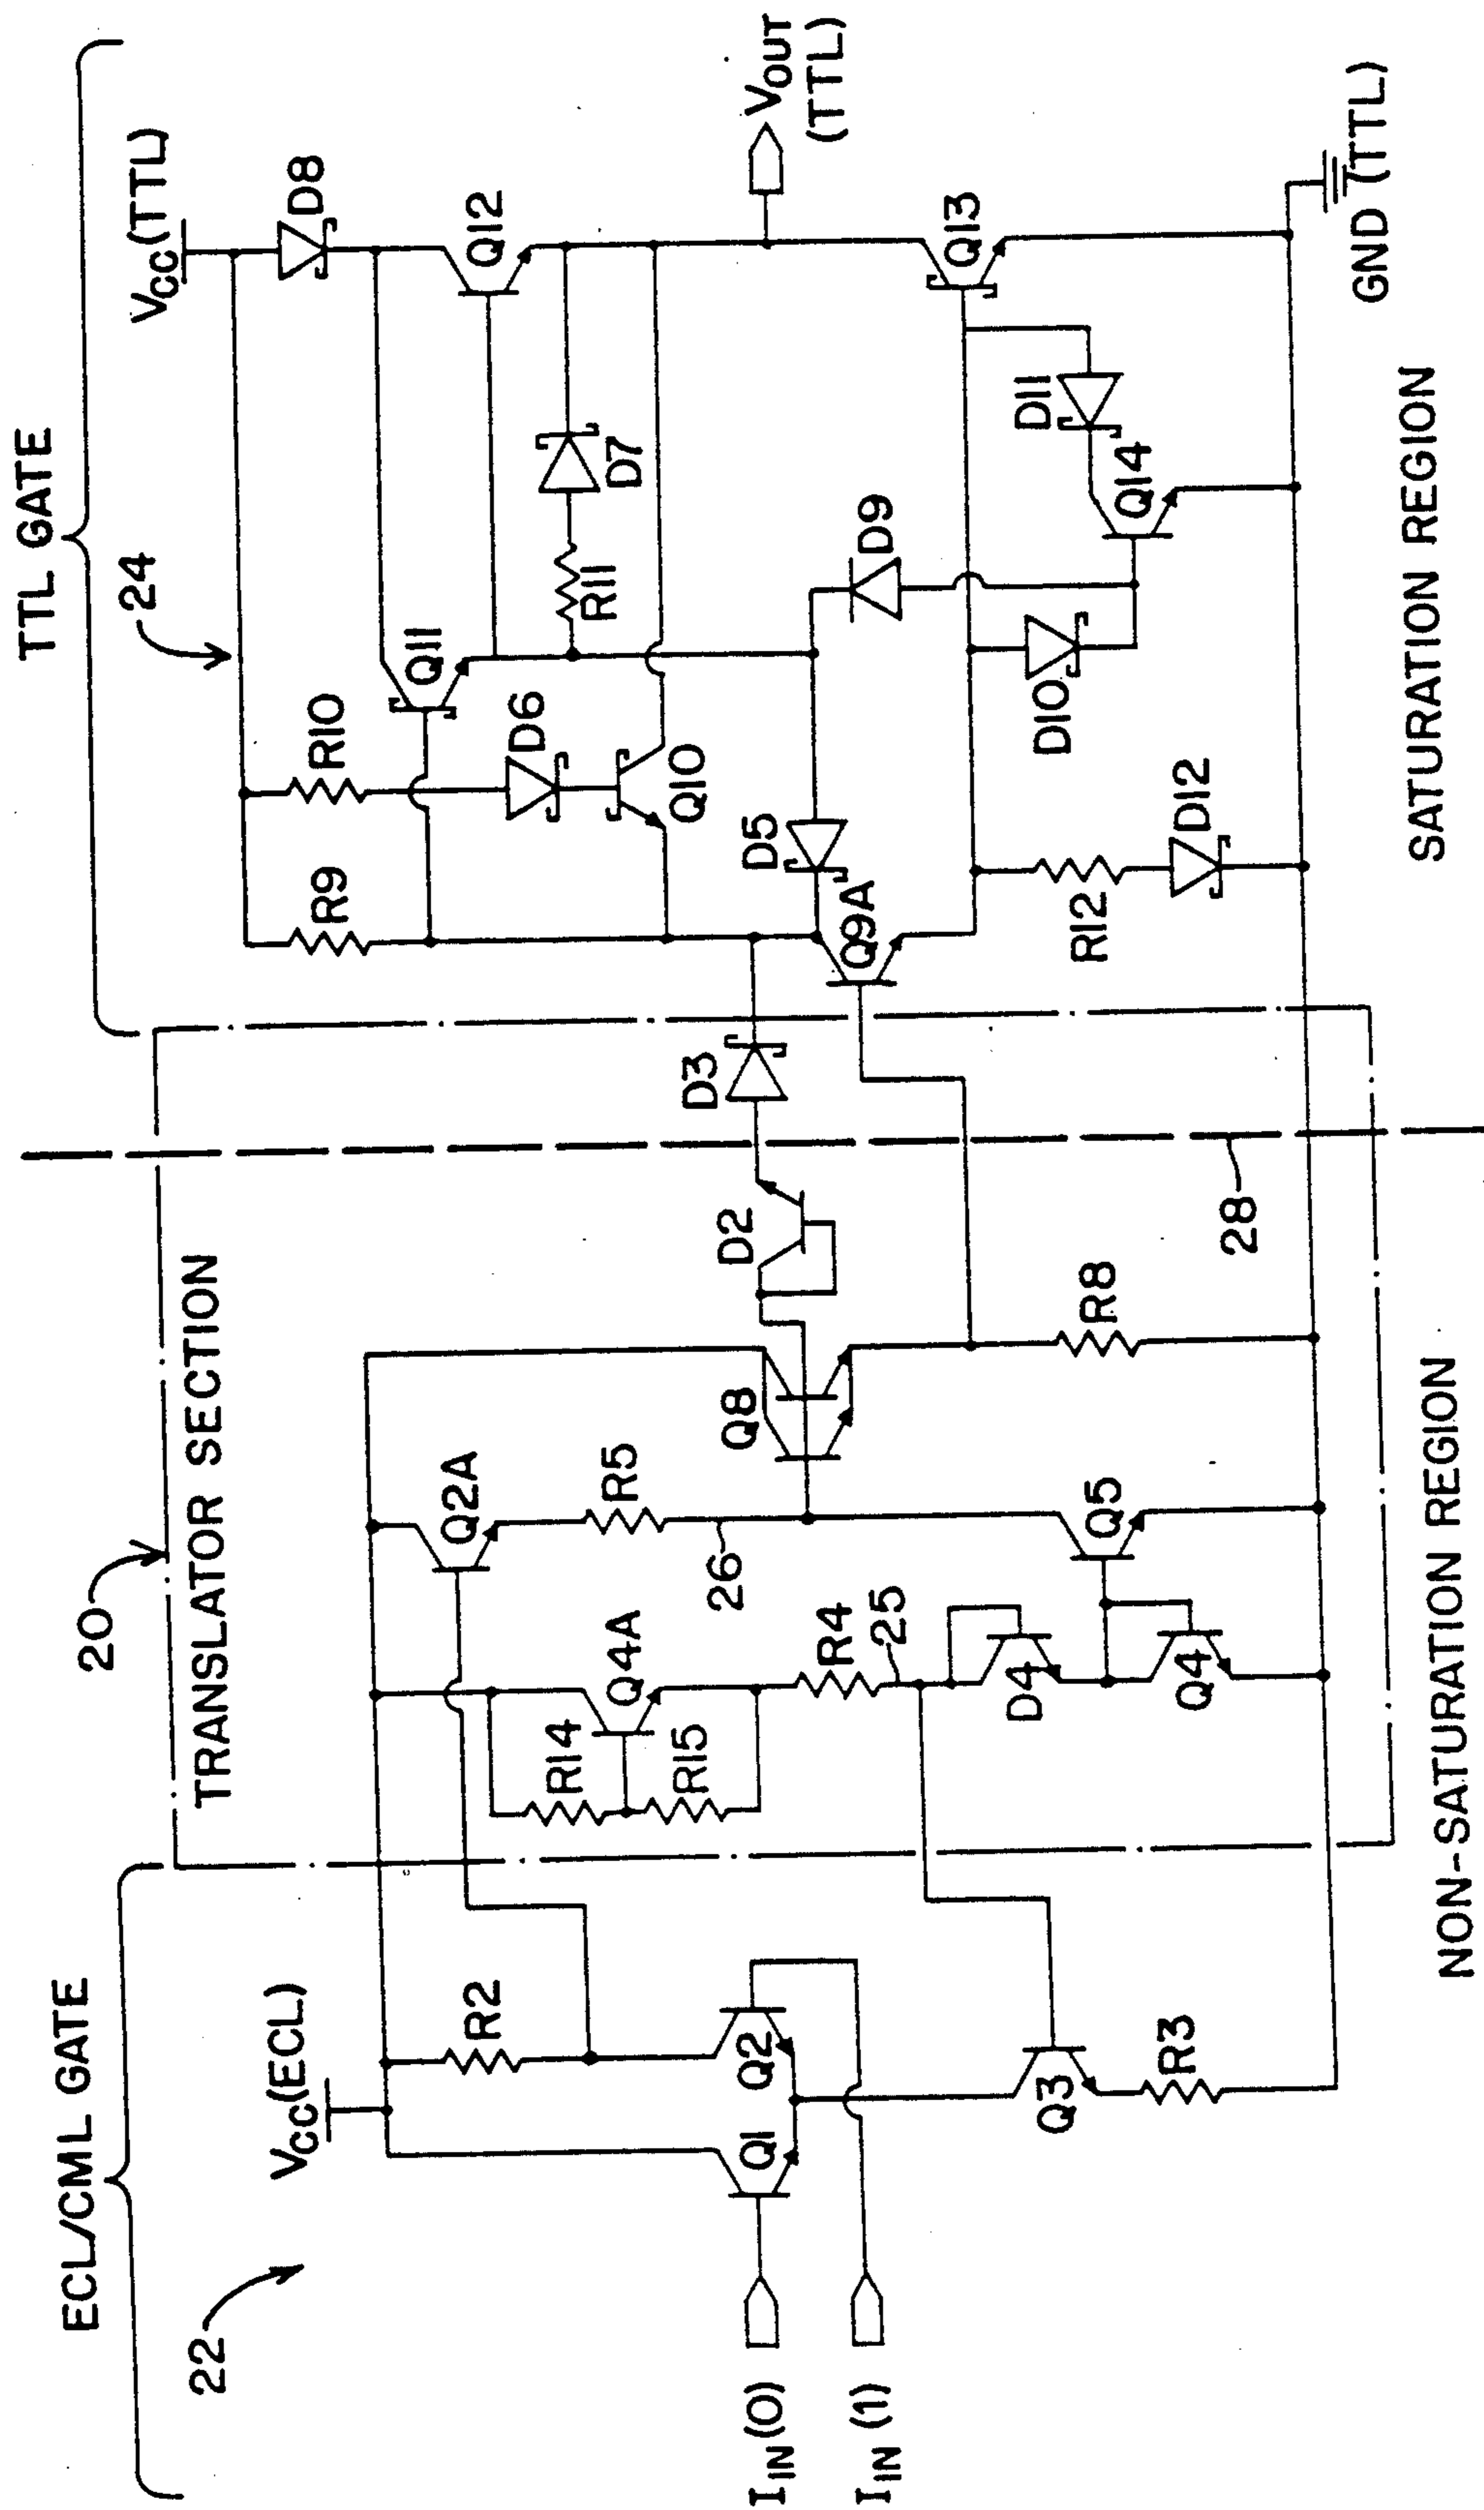 ECL/CML GATE
TTL GATE
20
TRANSLATOR SECTION
22
24
VCC(ECL)
VCC(TTL)
R2
R14
Q4A
R15
Q2A
R5
26
R4
25
D4
Q4
Q5
Q8
D2
D3
R8
28
R9
R10
D6
Q10
Q11
R11
D7
D8
Q12
D5
Q9A
D9
D10
D11
Q14
Q13
R12
D12
VOUT
(TTL)
GND (TTL)
IIN(0)
IIN(1)
Q1
Q2
Q3
R3
NON-SATURATION REGION
SATURATION REGION